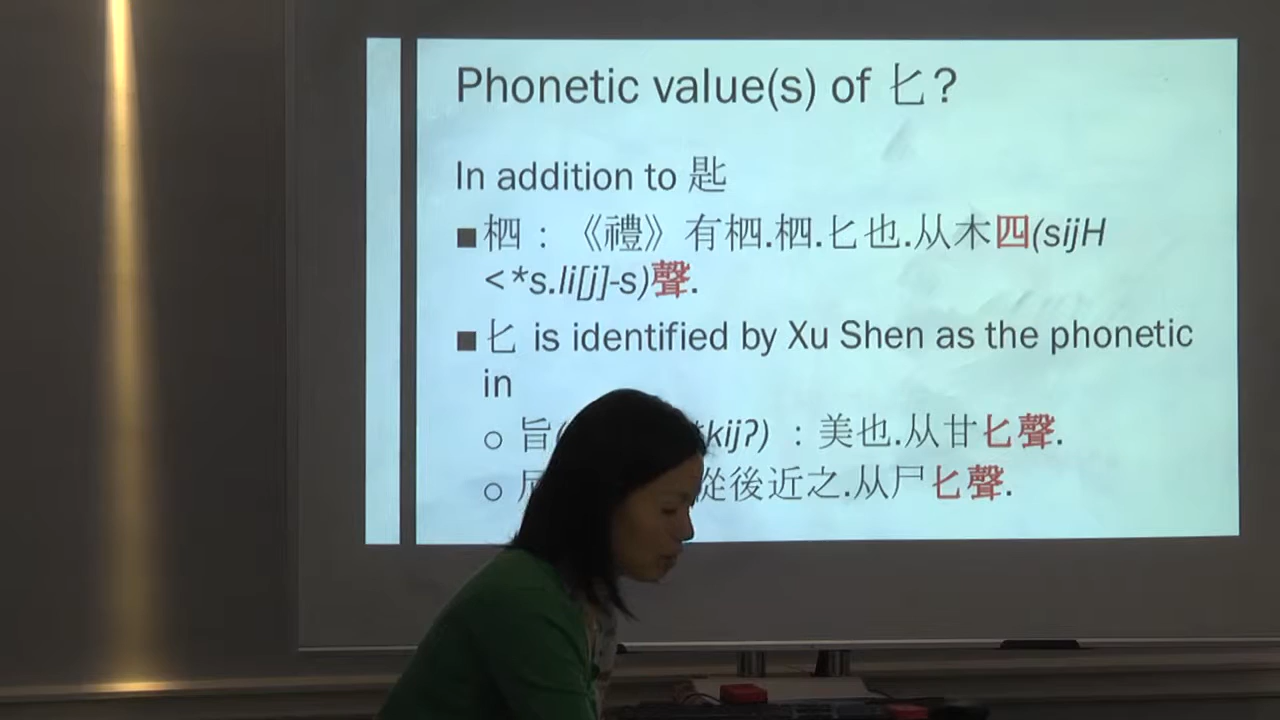 Phonetic value(s) of 匕?
In addition to 匙
■ 柶：《禮》有柶.柶.匕也.从木四(sijH
<*s.li[j]-s)聲.
■ 匕 is identified by Xu Shen as the phonetic
in
○ 旨( kijʔ) ：美也.从甘匕聲.
○ 從後近之.从尸匕聲.